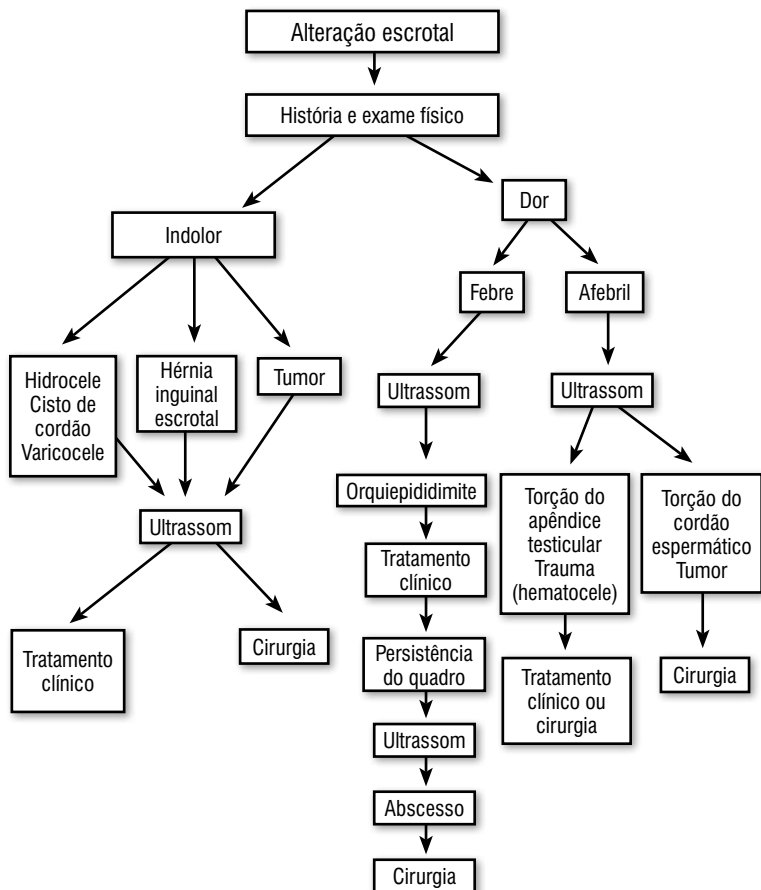 Alteração escrotal
História e exame físico
Indolor
Dor
Febre
Afebril
Hidrocele
Cisto de
cordão
Varicocele
Hérnia
inguinal
escrotal
Tumor
Ultrassom
Tratamento
clínico
Cirurgia
Ultrassom
Orquiepididimite
Tratamento
clínico
Persistência
do quadro
Ultrassom
Abscesso
Cirurgia
Ultrassom
Torção do
apêndice
testicular
Trauma
(hematocele)
Tratamento
clínico ou
cirurgia
Torção do
cordão
espermático
Tumor
Cirurgia